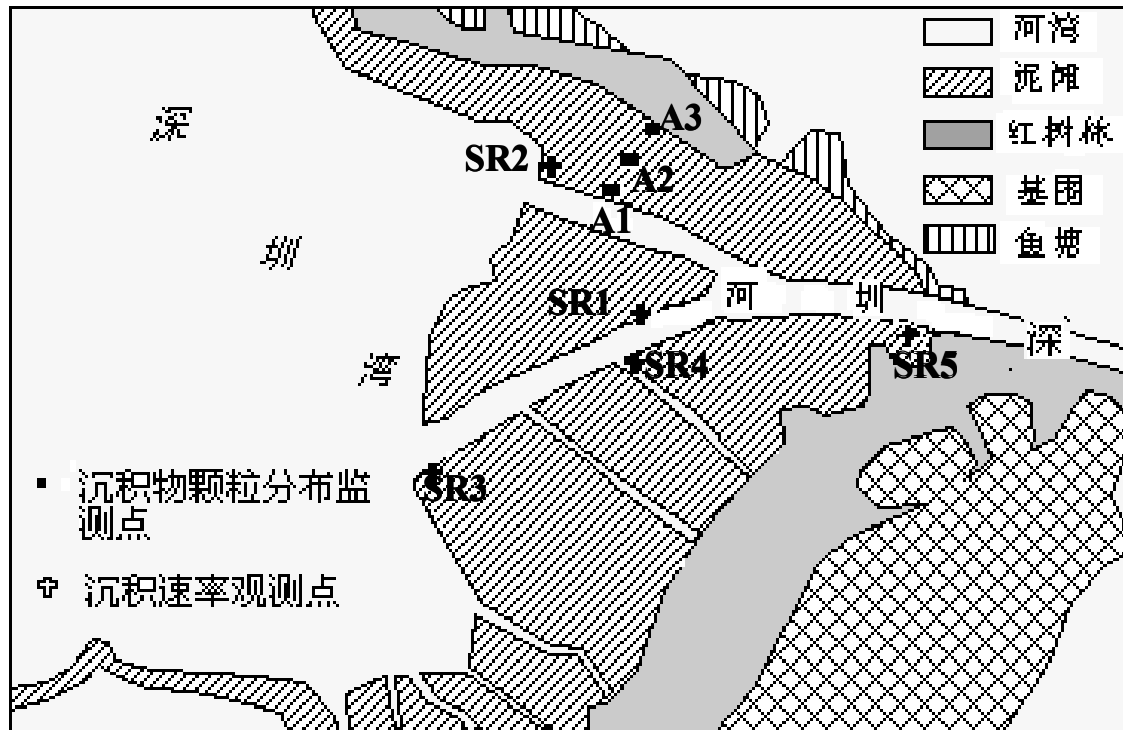 河 湾
泥 滩
红 树 林
基 围
鱼 塘
深
圳
湾
A3
SR2
A2
A1
SR1
河 圳 深
SR4
SR5
SR3
沉积物颗粒分布监
测点
沉积速率观测点